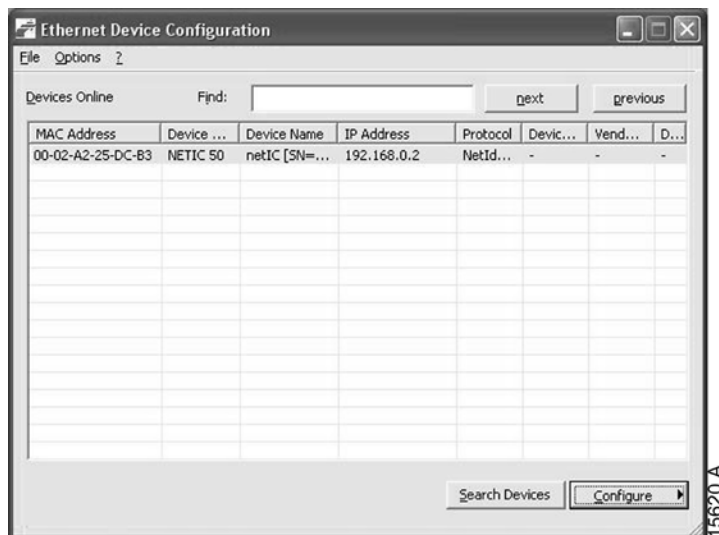 Ethernet Device Configuration
File Options ?
Devices Online Find: next previous
MAC Address Device ... Device Name IP Address Protocol Devic... Vend... D...
00-02-A2-25-DC-B3 NETIC 50 netIC [SN=... 192.168.0.2 NetId... - - -
Search Devices Configure
15620 A